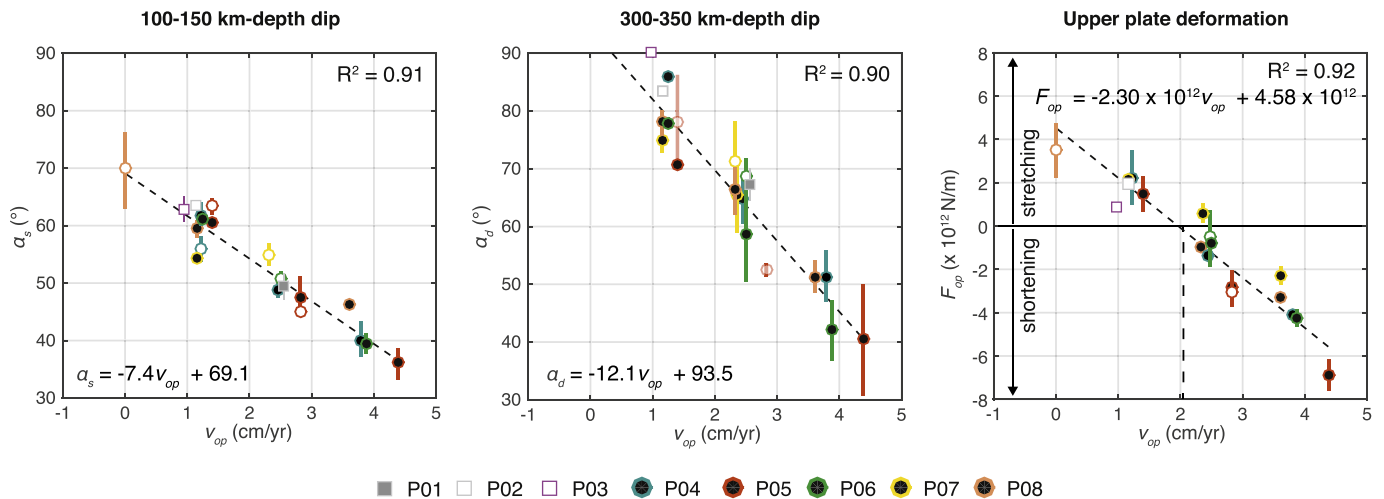 100-150 km-depth dip
90
80
70
60
50
40
30
-1
0
1
2
3
4
5
α_s (°)
v_op (cm/yr)
R² = 0.91
α_s = -7.4v_op + 69.1
300-350 km-depth dip
90
80
70
60
50
40
30
-1
0
1
2
3
4
5
α_d (°)
v_op (cm/yr)
R² = 0.90
α_d = -12.1v_op + 93.5
Upper plate deformation
8
6
4
2
0
-2
-4
-6
-8
-1
0
1
2
3
4
5
F_op (x 10¹² N/m)
v_op (cm/yr)
R² = 0.92
F_op = -2.30 x 10¹²v_op + 4.58 x 10¹²
stretching
shortening
P01 P02 P03 P04 P05 P06 P07 P08